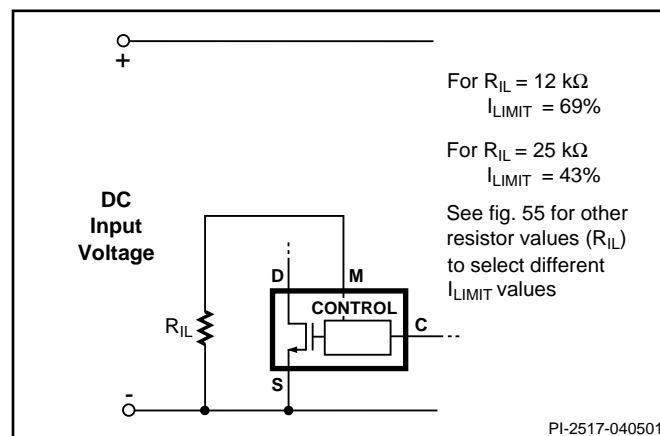 +
For R_IL = 12 kΩ
I_LIMIT = 69%
For R_IL = 25 kΩ
I_LIMIT = 43%
See fig. 55 for other
resistor values (R_IL)
to select different
I_LIMIT values
DC
Input
Voltage
D
M
CONTROL
C
R_IL
S
-
PI-2517-040501